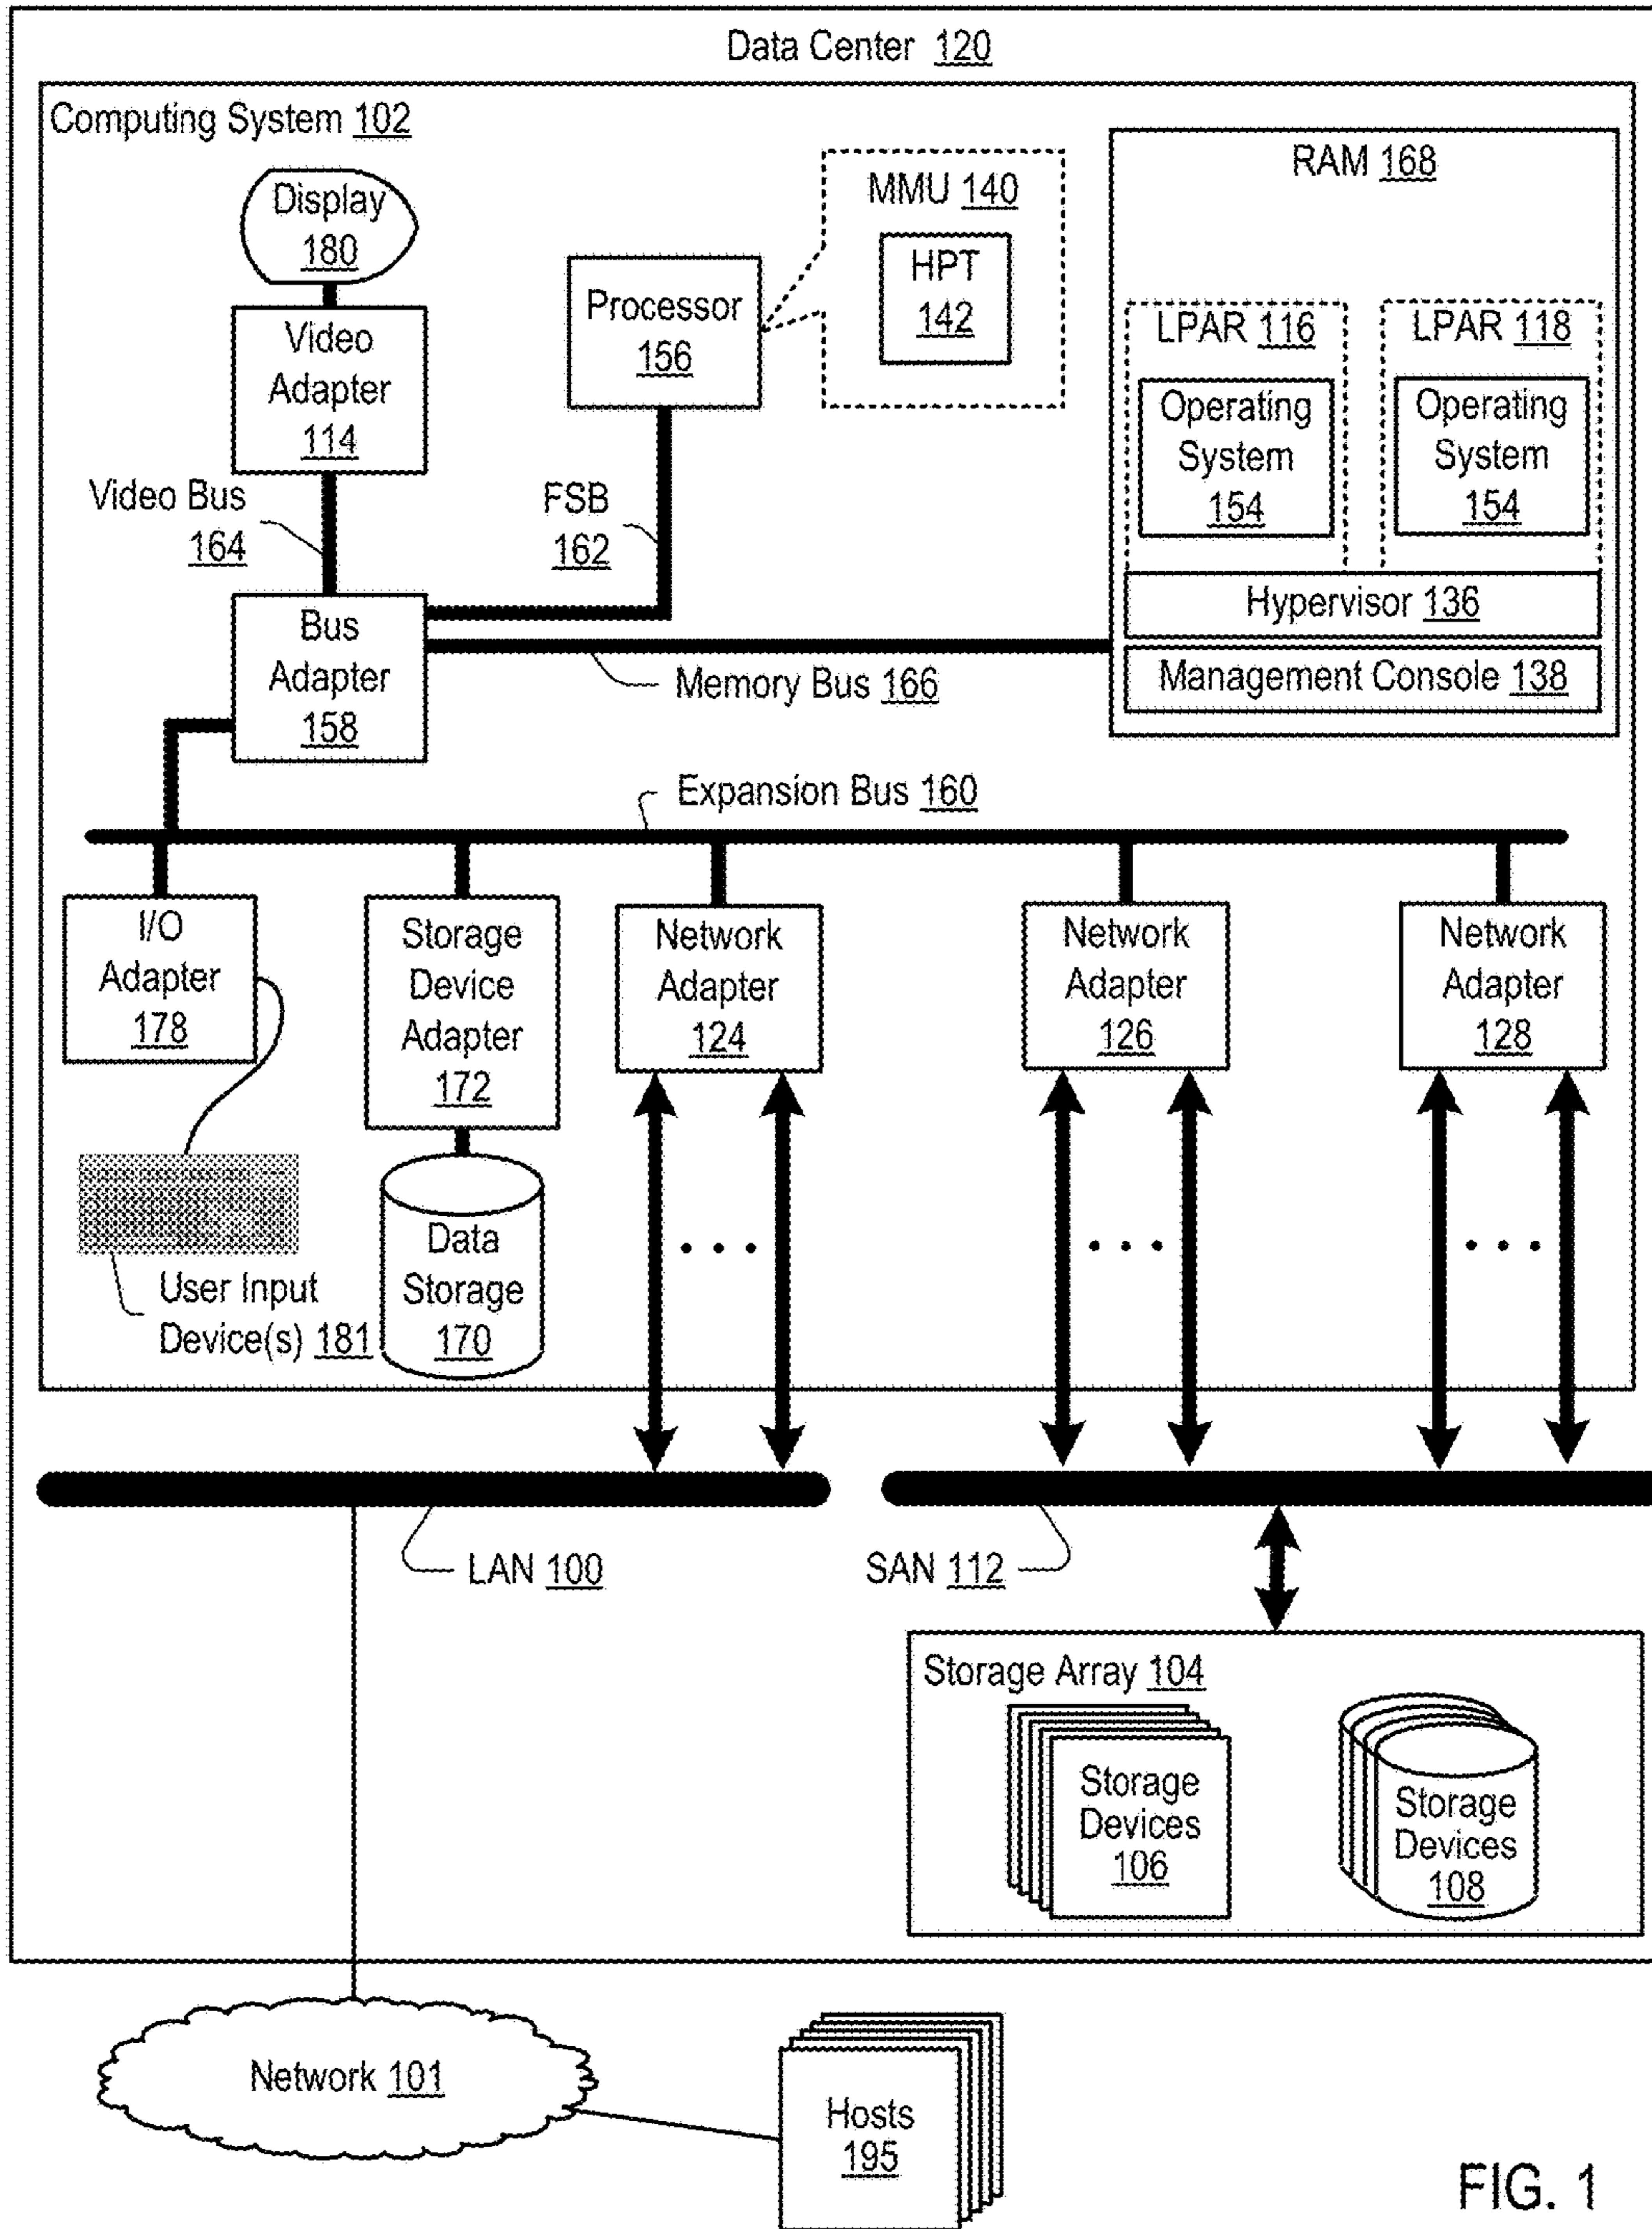 Data Center 120
Computing System 102
Display
180
Video
Adapter
114
Video Bus
164
Processor
156
MMU 140
HPT
142
FSB
162
RAM 168
LPAR 116
Operating
System
154
LPAR 118
Operating
System
154
Hypervisor 136
Management Console 138
Bus
Adapter
158
Memory Bus 166
Expansion Bus 160
I/O
Adapter
178
Storage
Device
Adapter
172
Network
Adapter
124
Network
Adapter
126
Network
Adapter
128
User Input
Device(s) 181
Data
Storage
170
. . .
. . .
. . .
LAN 100
SAN 112
Storage Array 104
Storage
Devices
106
Storage
Devices
108
Network 101
Hosts
195
FIG. 1